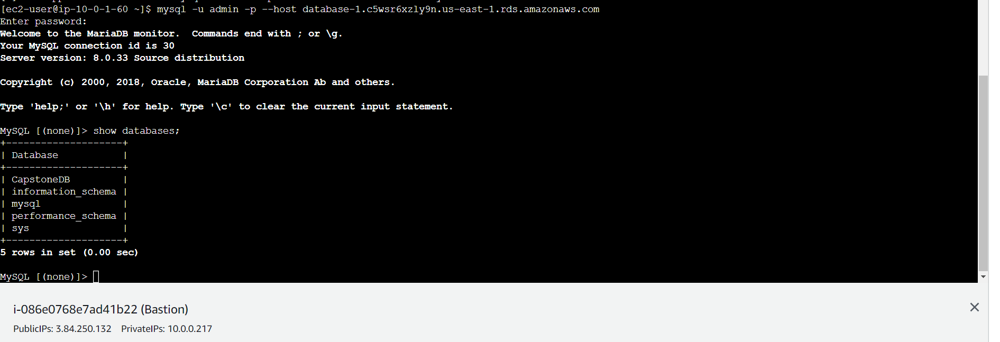 [ec2-user@ip-10-0-1-60 ~]$ mysql -u admin -p --host database-1.c5wsr6xzly9n.us-east-1.rds.amazonaws.com
Enter password:
Welcome to the MariaDB monitor.  Commands end with ; or \g.
Your MySQL connection id is 30
Server version: 8.0.33 Source distribution

Copyright (c) 2000, 2018, Oracle, MariaDB Corporation Ab and others.

Type 'help;' or '\h' for help. Type '\c' to clear the current input statement.

MySQL [(none)]> show databases;
+--------------------+
| Database           |
+--------------------+
| CapstoneDB         |
| information_schema |
| mysql              |
| performance_schema |
| sys                |
+--------------------+
5 rows in set (0.00 sec)

MySQL [(none)]>
i-086e0768e7ad41b22 (Bastion)
PublicIPs: 3.84.250.132    PrivateIPs: 10.0.0.217